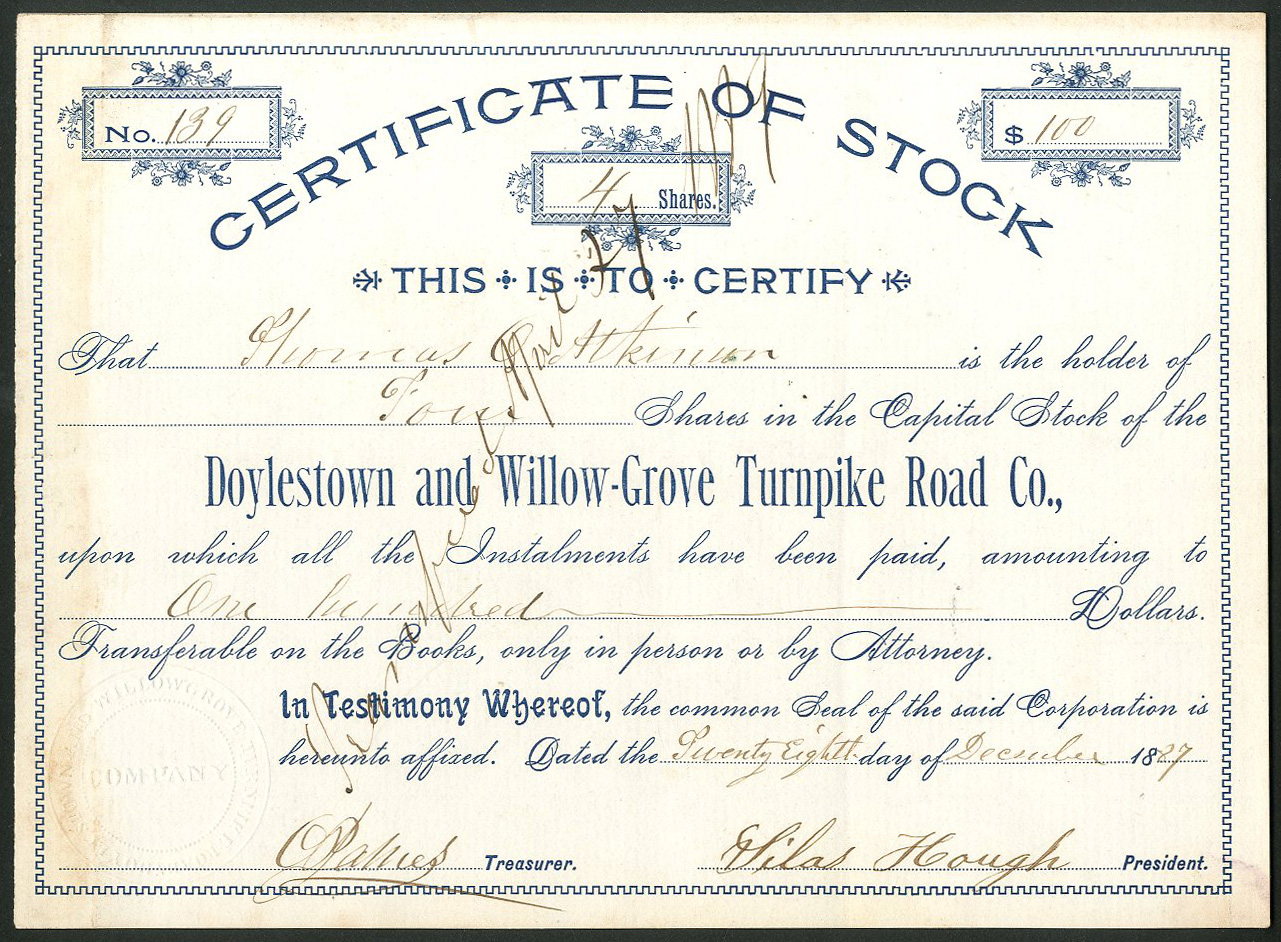 CERTIFICATE OF STOCK
No. 139
$ 100
4 Shares.
THIS IS TO CERTIFY
That Thomas Atkinson is the holder of
Four Shares in the Capital Stock of the
Doylestown and Willow-Grove Turnpike Road Co.,
upon which all the Instalments have been paid, amounting to
One hundred Dollars.
Transferable on the Books, only in person or by Attorney.
In Testimony Whereof, the common Seal of the said Corporation is
hereunto affixed. Dated the Twenty Eighth day of December 1887
Treasurer.
Silas Hough President.
Transferred April 27
COMPANY